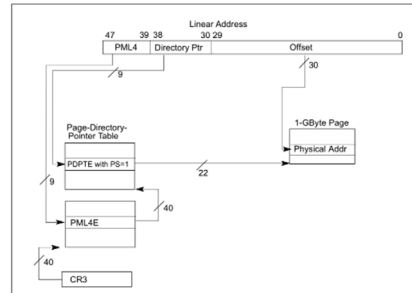 Linear Address
47 39 38 30 29 0
PML4 Directory Ptr Offset
9 30
Page-Directory-
Pointer Table
1-GByte Page
Physical Addr
PDPTE with PS=1
22
40
9
PML4E
40
CR3